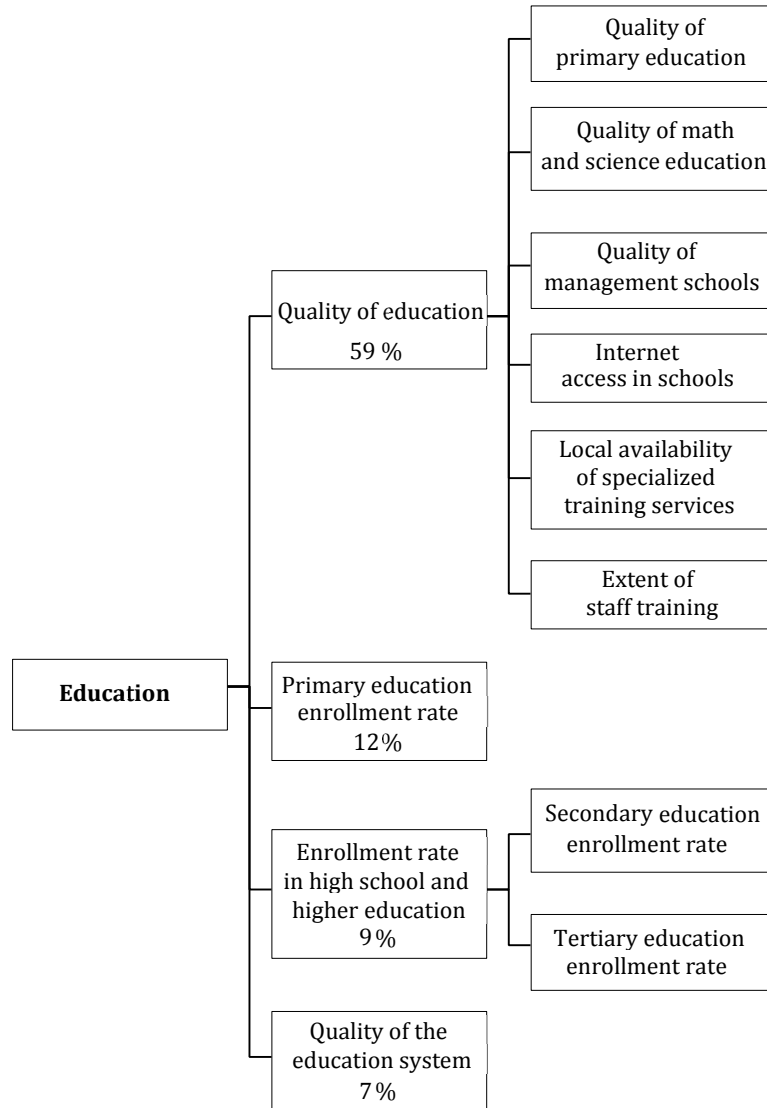 Quality of
primary education
Quality of math
and science education
Quality of
management schools
Quality of education
59 %
Internet
access in schools
Local availability
of specialized
training services
Extent of
staff training
Education
Primary education
enrollment rate
12%
Secondary education
enrollment rate
Enrollment rate
in high school and
higher education
9%
Tertiary education
enrollment rate
Quality of the
education system
7%